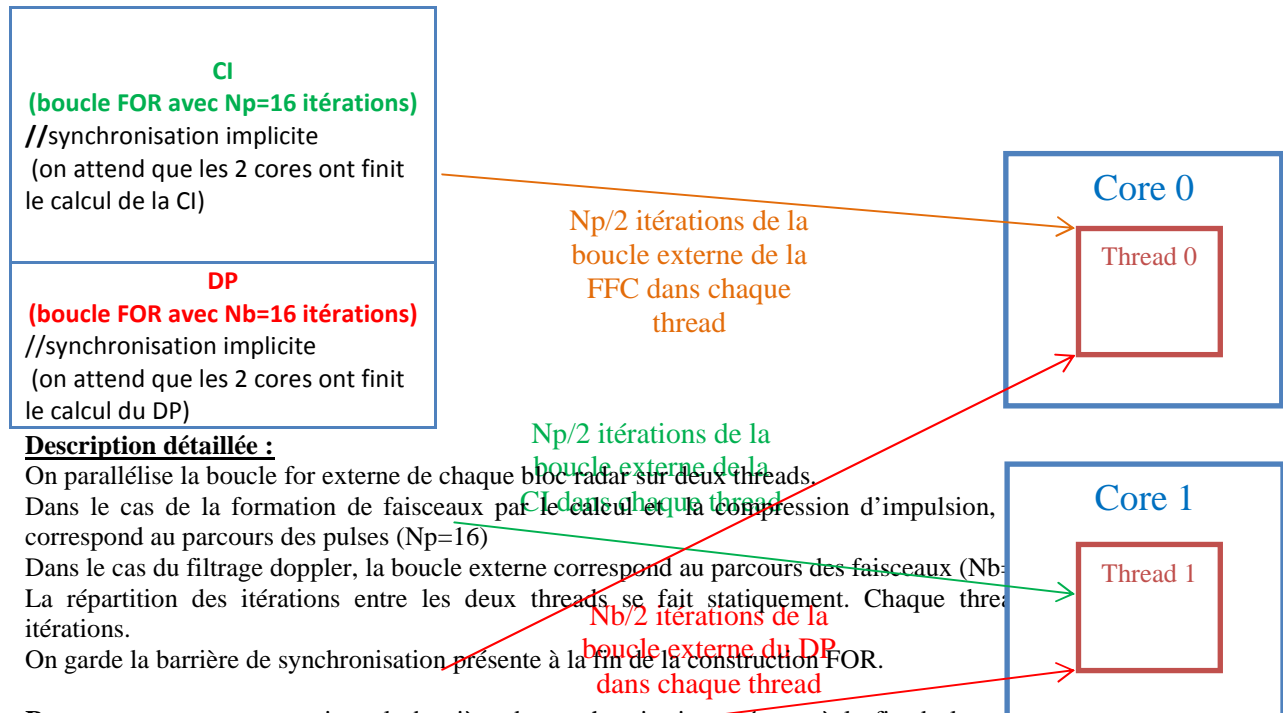 CI
(boucle FOR avec Np=16 itérations)
//synchronisation implicite
(on attend que les 2 cores ont finit
le calcul de la CI)
DP
(boucle FOR avec Nb=16 itérations)
//synchronisation implicite
(on attend que les 2 cores ont finit
le calcul du DP)
Np/2 itérations de la
boucle externe de la
FFC dans chaque
thread
Core 0
Thread 0
Np/2 itérations de la
boucle externe de la
CI dans chaque thread
Core 1
Thread 1
Nb/2 itérations de la
boucle externe du DP
dans chaque thread
Description détaillée :
On parallélise la boucle for externe de chaque bloc radar sur deux threads.
Dans le cas de la formation de faisceaux par le calcul et la compression d’impulsion,
correspond au parcours des pulses (Np=16)
Dans le cas du filtrage doppler, la boucle externe correspond au parcours des faisceaux (Nb=
La répartition des itérations entre les deux threads se fait statiquement. Chaque
itérations.
On garde la barrière de synchronisation présente à la fin de la construction FOR.